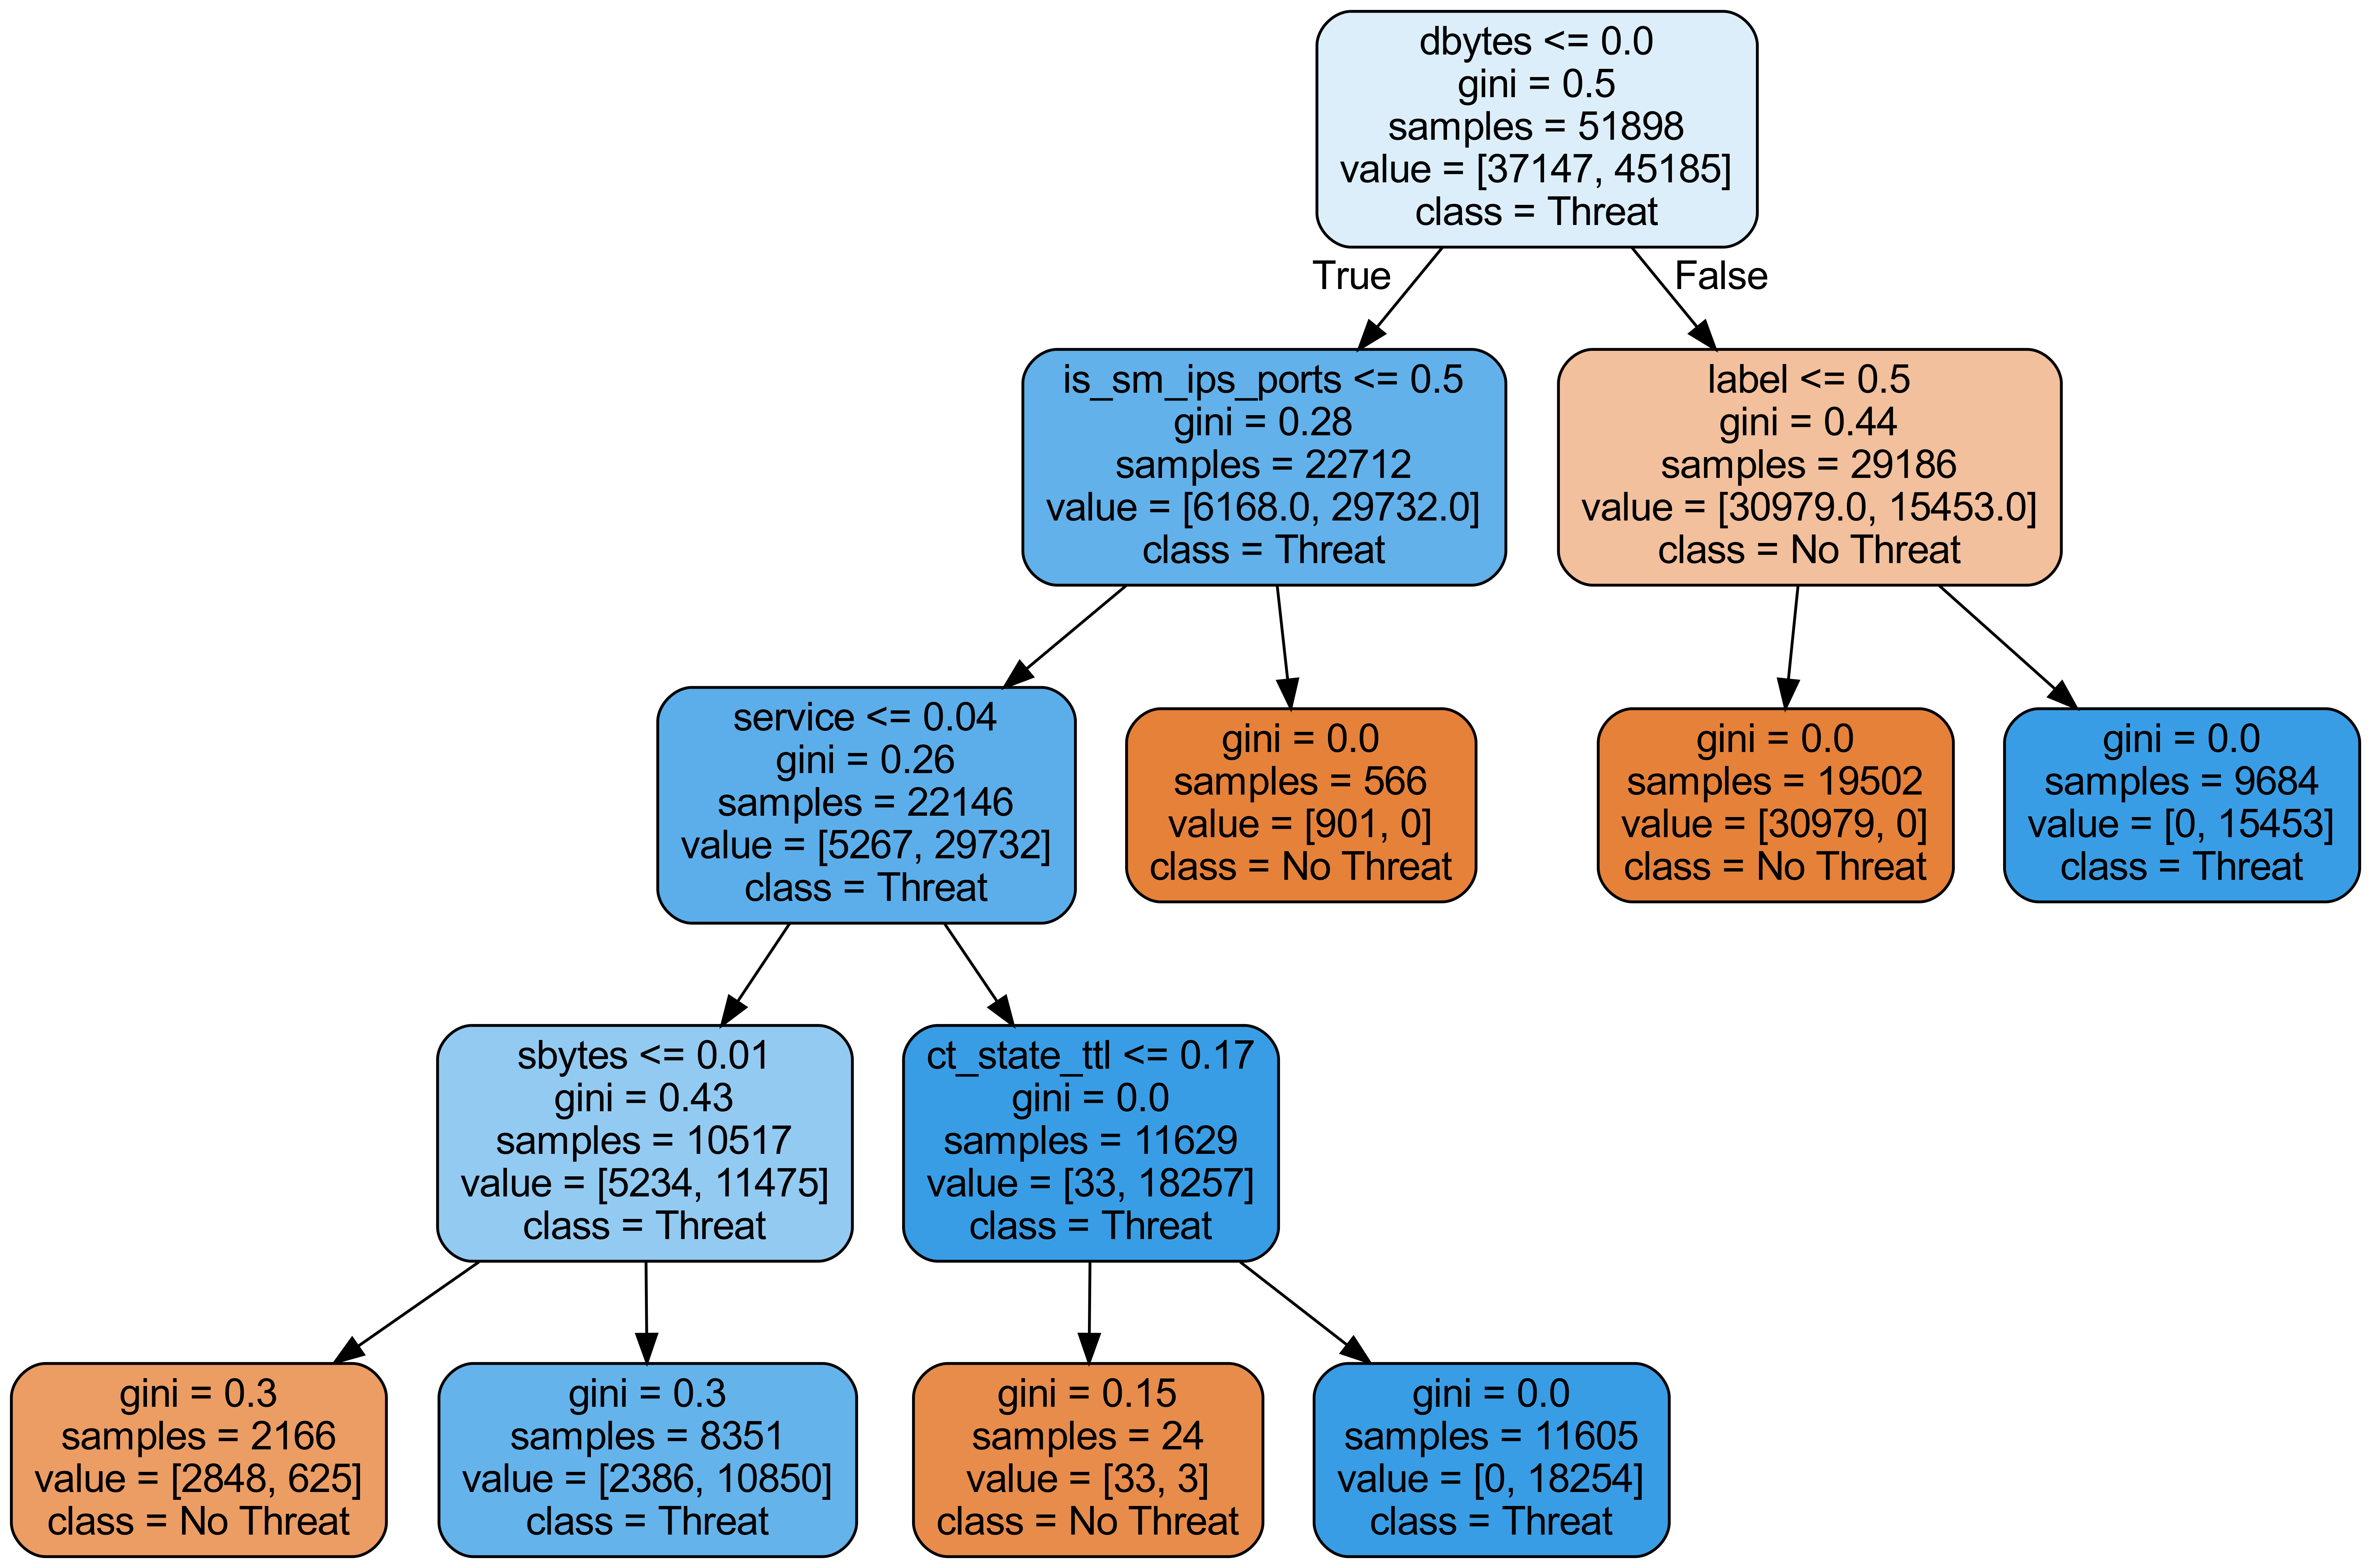 dbytes <= 0.0
gini = 0.5
samples = 51898
value = [37147, 45185]
class = Threat
True
False
is_sm_ips_ports <= 0.5
gini = 0.28
samples = 22712
value = [6168.0, 29732.0]
class = Threat
label <= 0.5
gini = 0.44
samples = 29186
value = [30979.0, 15453.0]
class = No Threat
service <= 0.04
gini = 0.26
samples = 22146
value = [5267, 29732]
class = Threat
gini = 0.0
samples = 566
value = [901, 0]
class = No Threat
gini = 0.0
samples = 19502
value = [30979, 0]
class = No Threat
gini = 0.0
samples = 9684
value = [0, 15453]
class = Threat
sbytes <= 0.01
gini = 0.43
samples = 10517
value = [5234, 11475]
class = Threat
ct_state_ttl <= 0.17
gini = 0.0
samples = 11629
value = [33, 18257]
class = Threat
gini = 0.3
samples = 2166
value = [2848, 625]
class = No Threat
gini = 0.3
samples = 8351
value = [2386, 10850]
class = Threat
gini = 0.15
samples = 24
value = [33, 3]
class = No Threat
gini = 0.0
samples = 11605
value = [0, 18254]
class = Threat